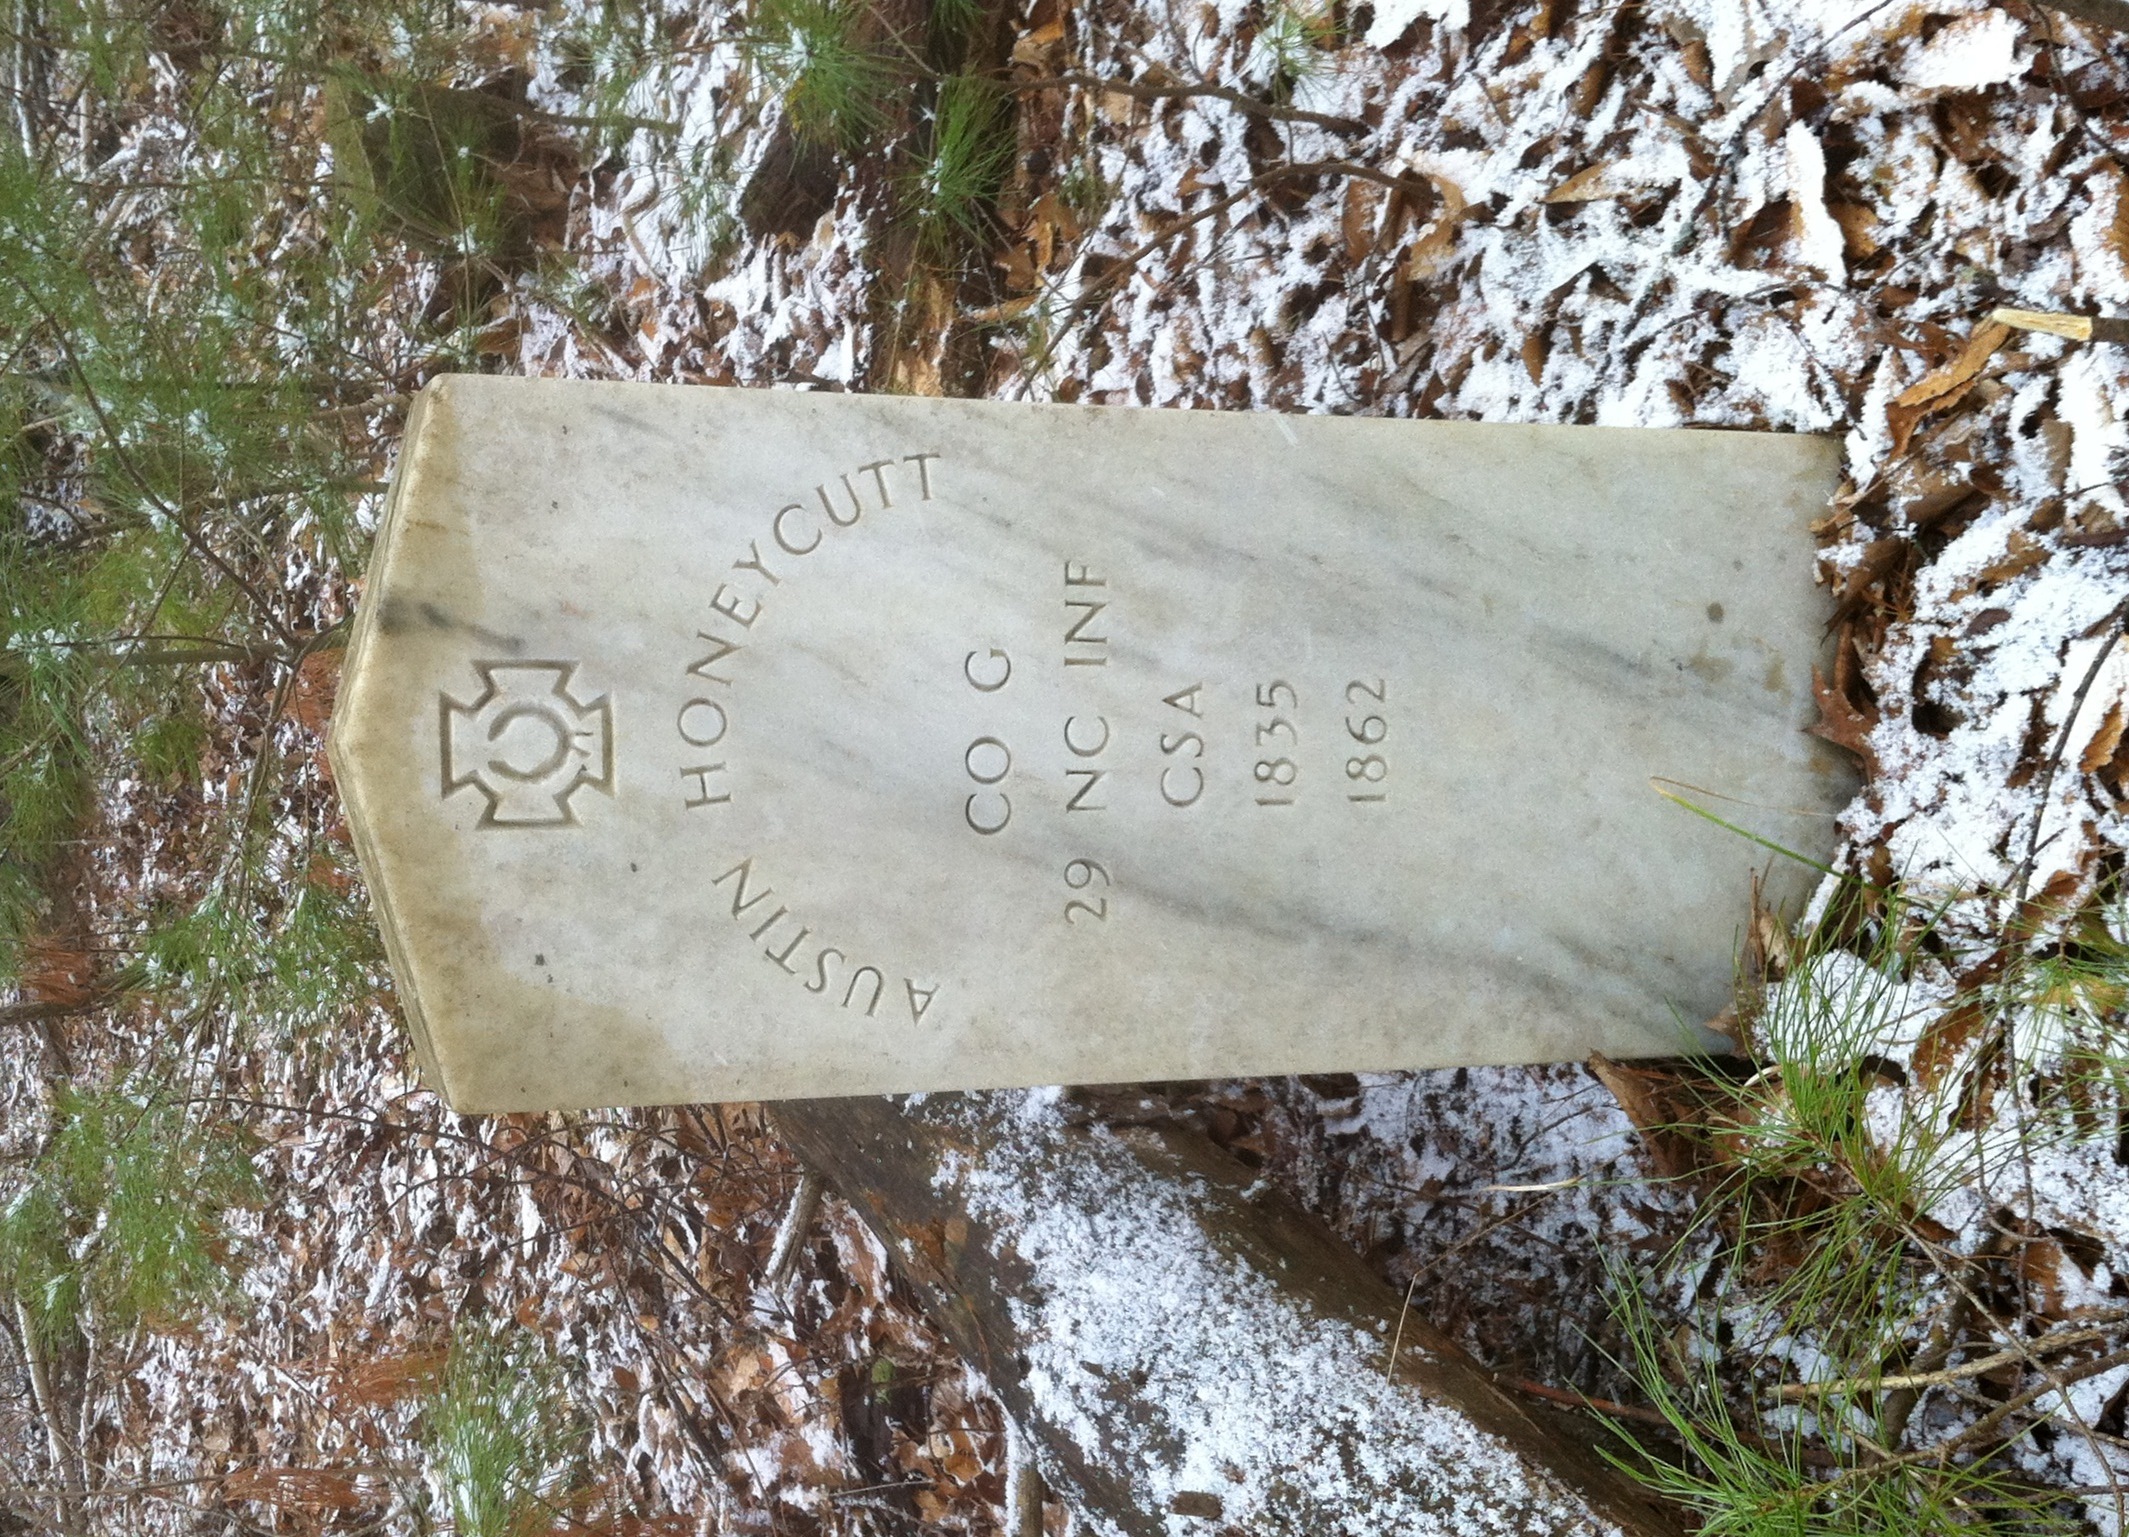 AUSTIN HONEYCUTT
CO G
29 NC INF
CSA
1835
1862